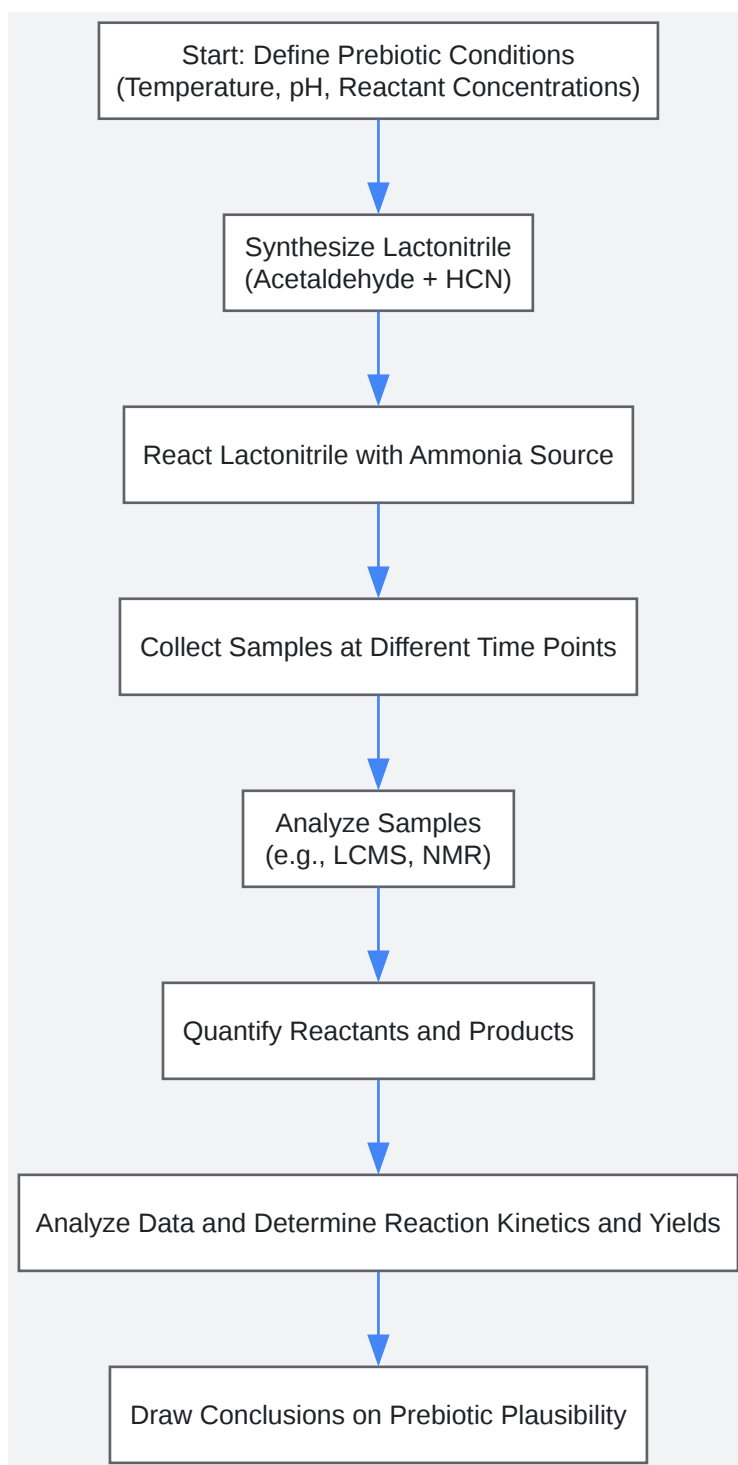 Start: Define Prebiotic Conditions
(Temperature, pH, Reactant Concentrations)
Synthesize Lactonitrile
(Acetaldehyde + HCN)
React Lactonitrile with Ammonia Source
Collect Samples at Different Time Points
Analyze Samples
(e.g., LCMS, NMR)
Quantify Reactants and Products
Analyze Data and Determine Reaction Kinetics and Yields
Draw Conclusions on Prebiotic Plausibility